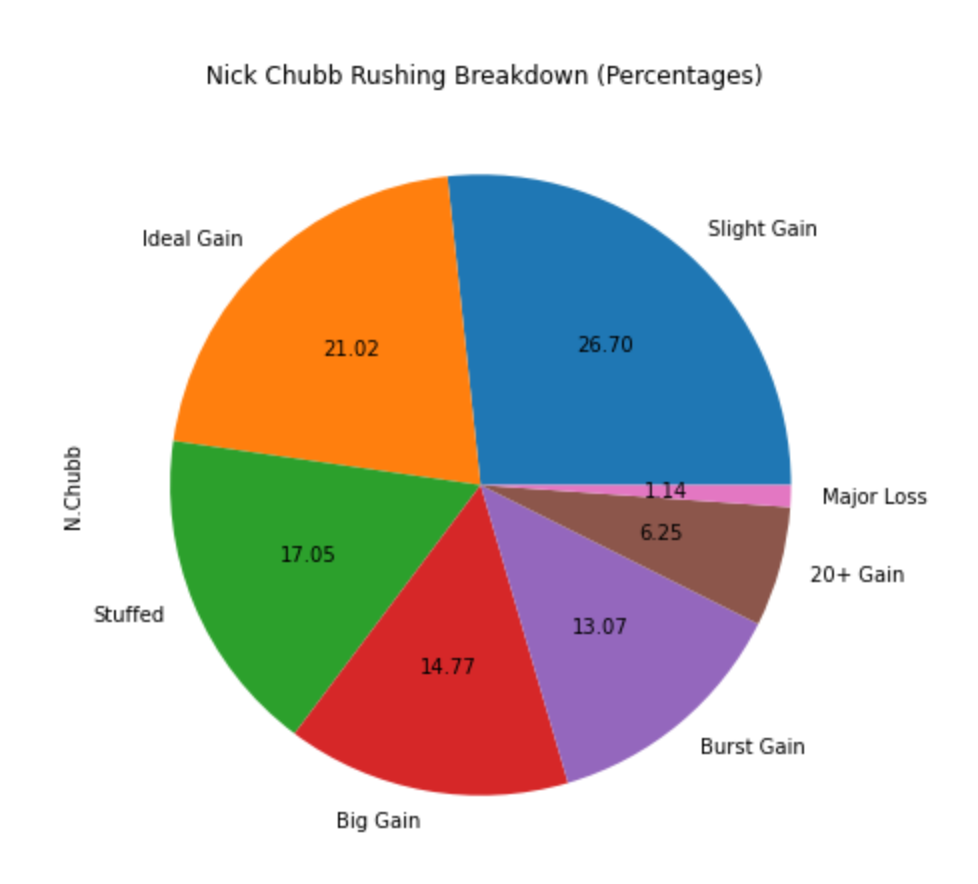 Nick Chubb Rushing Breakdown (Percentages)
Slight Gain
Ideal Gain
26.70
21.02
N.Chubb
1.14
Major Loss
6.25
17.05
20+ Gain
Stuffed
13.07
14.77
Burst Gain
Big Gain